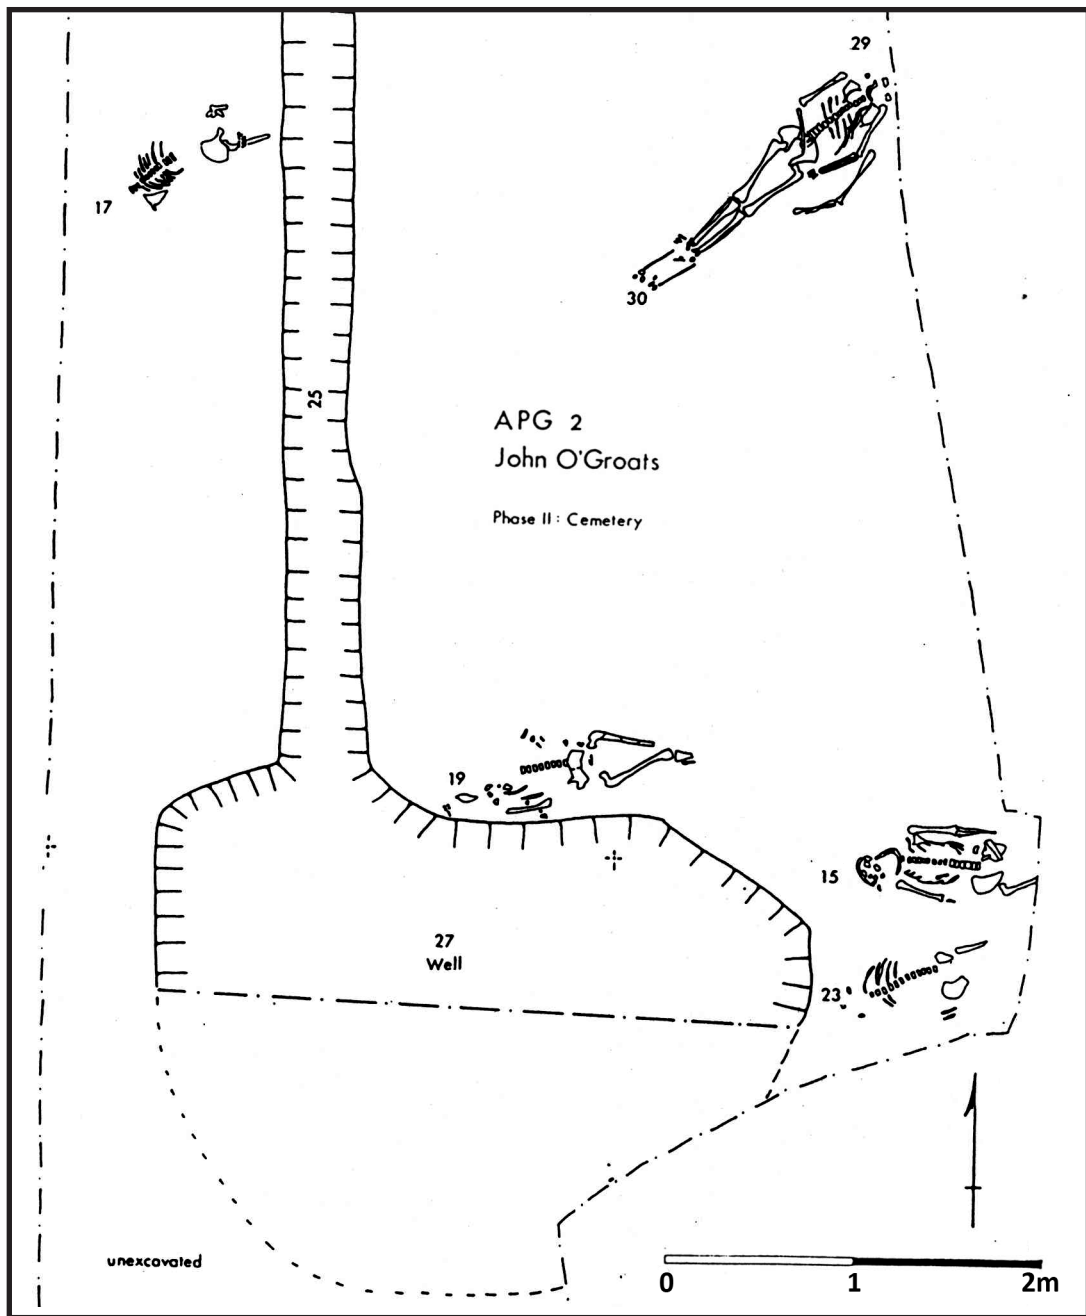 29
17
30
25
APG 2
John O'Groats
Phase II : Cemetery
19
15
27
Well
23
unexcavated
0 1 2m